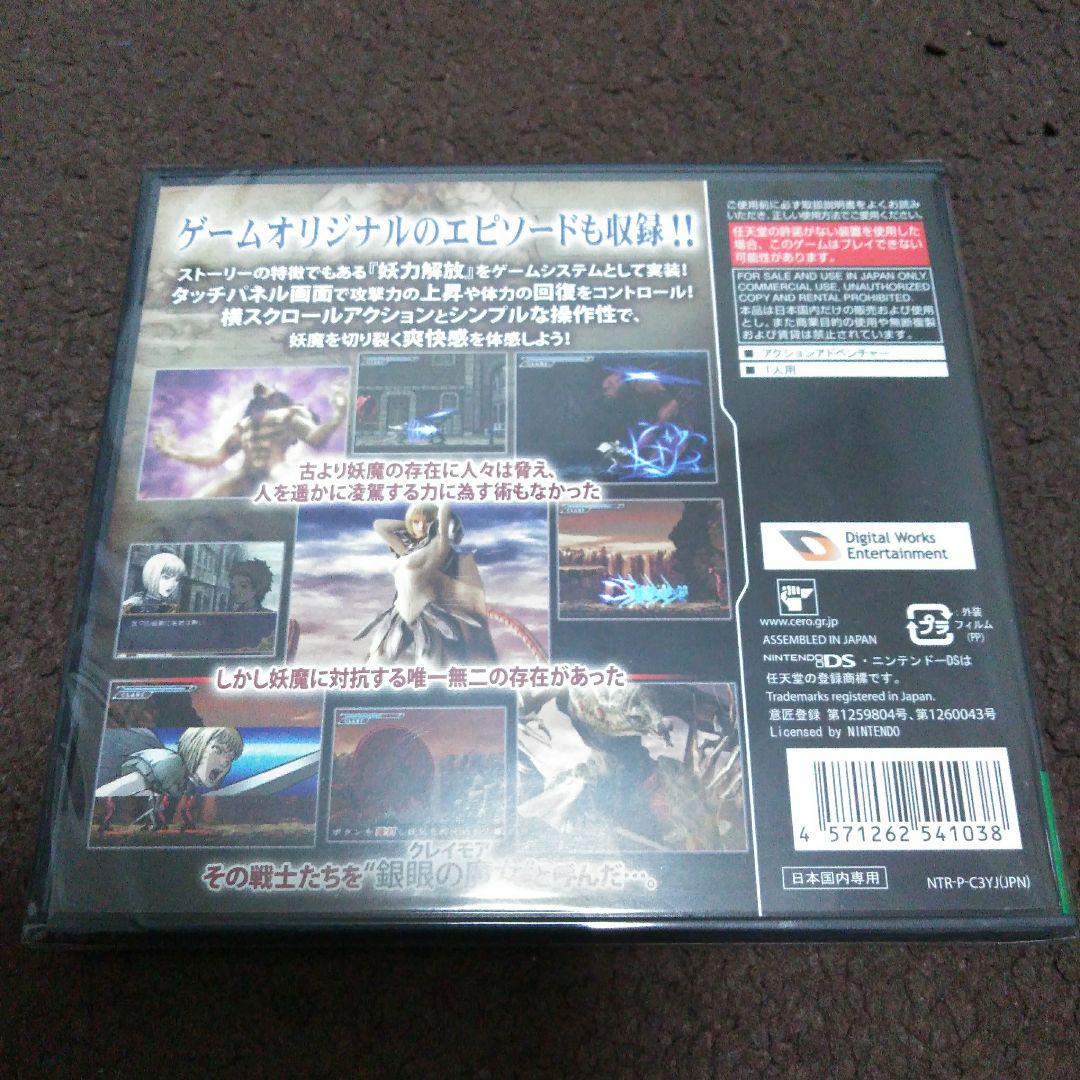 ゲームオリジナルのエピソードも収録!!
ストーリーの特徴でもある『妖力解放』をゲームシステムとして実装!
タッチパネル画面で攻撃力の上昇や体力の回復をコントロール!
横スクロールアクションとシンプルな操作性で、
妖魔を切り裂く爽快感を体感しよう!
古より妖魔の存在に人々は脅え、
人を遥かに凌駕する力に為す術もなかった
しかし妖魔に対抗する唯一無二の存在があった
CLARE
CLARE
クレイモア
その戦士たちを“銀眼の魔女”と呼んだ…。
ご使用前に必ず取扱説明書をよくお読み
いただき、正しい使用方法でご愛用ください。
任天堂の許諾がない装置を使用した
場合、このゲームはプレイできない
可能性があります。
FOR SALE AND USE IN JAPAN ONLY.
COMMERCIAL USE, UNAUTHORIZED
COPY AND RENTAL PROHIBITED.
本品は日本国内だけの販売および使用
とし、また商業目的の使用や無断複製
および賃貸は禁止されています。
■ アクションアドベンチャー
■ 1人用
Digital Works
Entertainment
www.cero.gr.jp
プラ
:外装
フィルム
(PP)
ASSEMBLED IN JAPAN
NINTENDO DS・ニンテンドーDSは
任天堂の登録商標です。
Trademarks registered in Japan.
意匠登録 第1259804号、第1260043号
Licensed by NINTENDO
4 571262 541038
日本国内専用
NTR-P-C3YJ(JPN)